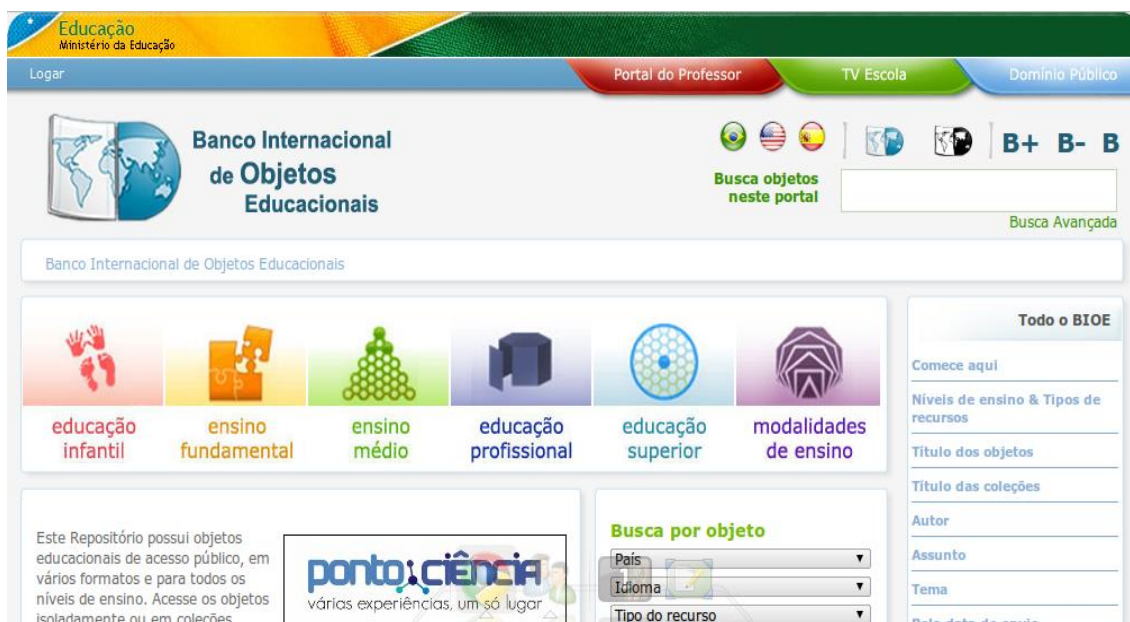 Educação
Ministério da Educação
Logar
Portal do Professor
TV Escola
Domínio Público
Banco Internacional
de Objetos
Educacionais
B+ B- B
Busca objetos
neste portal
Busca Avançada
Banco Internacional de Objetos Educacionais
educação
infantil
ensino
fundamental
ensino
médio
educação
profissional
educação
superior
modalidades
de ensino
Todo o BIOE
Comece aqui
Níveis de ensino & Tipos de
recursos
Título dos objetos
Título das coleções
Autor
Assunto
Tema
Este Repositório possui objetos
educacionais de acesso público, em
vários formatos e para todos os
níveis de ensino. Acesse os objetos
isoladamente ou em coleções
ponto ciência
várias experiências, um só lugar
Busca por objeto
País
1
Idioma
Tipo do recurso